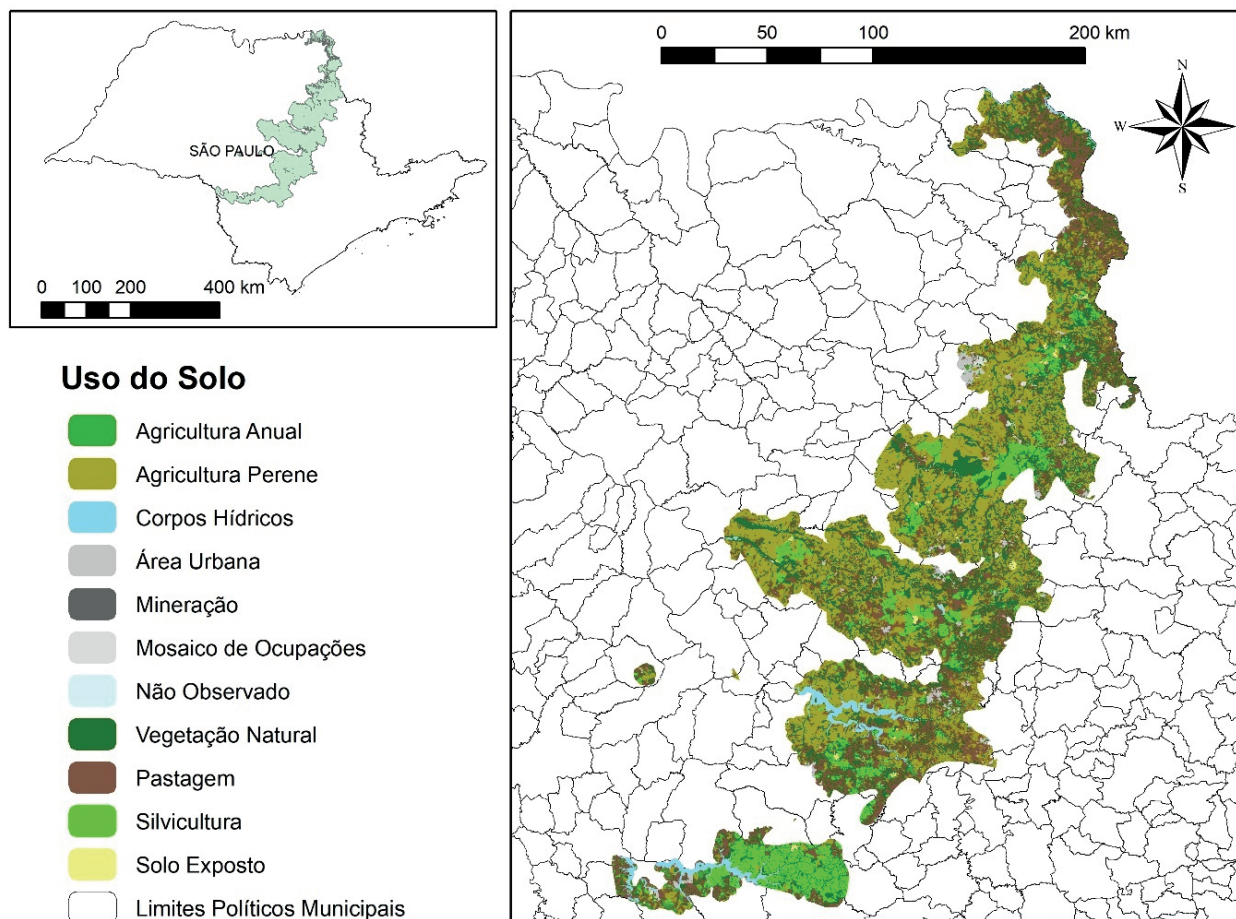 SÃO PAULO
0 100 200 400 km
0 50 100 200 km
N
W
S
Uso do Solo
Agricultura Anual
Agricultura Perene
Corpos Hídricos
Área Urbana
Mineração
Mosaico de Ocupações
Não Observado
Vegetação Natural
Pastagem
Silvicultura
Solo Exposto
Limites Políticos Municipais